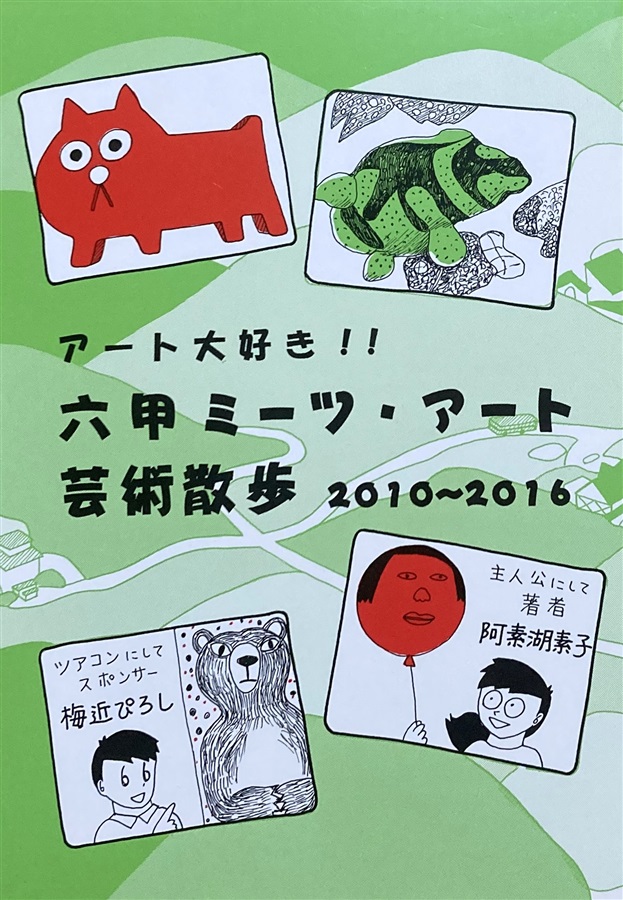 アート大好き!!
六甲ミーツ・アート
芸術散歩 2010~2016
主人公にして
著者
阿素湖素子
ツアコンにして
スポンサー
梅近ぴろし